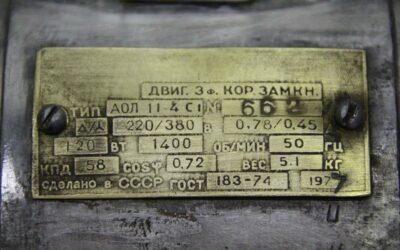 ДВИГ. 3 Ф. КОР. ЗАМКН.
ТИП АОЛ 11-4 С1 № 662
Δ/Y 220/380 В 0.78/0.45
120 ВТ 1400 ОБ/МИН 50 ГЦ
КПД 58 COSφ 0,72 ВЕС 5.1 КГ
сделано в СССР ГОСТ 183-74 1977